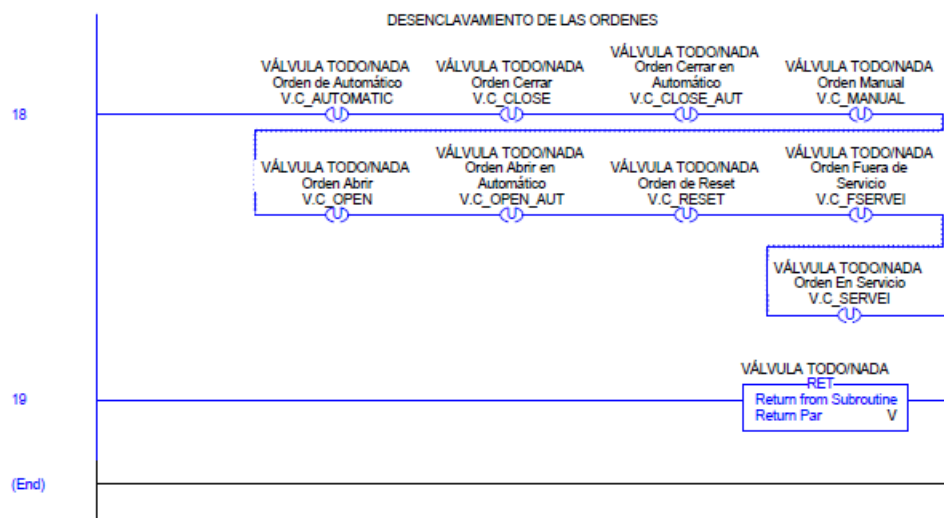 DESENCLAVAMIENTO DE LAS ORDENES
VÁLVULA TODO/NADA
Orden de Automático
V.C_AUTOMATIC
(U)
VÁLVULA TODO/NADA
Orden Cerrar
V.C_CLOSE
(U)
VÁLVULA TODO/NADA
Orden Cerrar en
Automático
V.C_CLOSE_AUT
(U)
VÁLVULA TODO/NADA
Orden Manual
V.C_MANUAL
(U)
18
VÁLVULA TODO/NADA
Orden Abrir
V.C_OPEN
(U)
VÁLVULA TODO/NADA
Orden Abrir en
Automático
V.C_OPEN_AUT
(U)
VÁLVULA TODO/NADA
Orden de Reset
V.C_RESET
(U)
VÁLVULA TODO/NADA
Orden Fuera de
Servicio
V.C_FSERVEI
(U)
VÁLVULA TODO/NADA
Orden En Servicio
V.C_SERVEI
(U)
19
VÁLVULA TODO/NADA
RET
Return from Subroutine
Return Par V
(End)